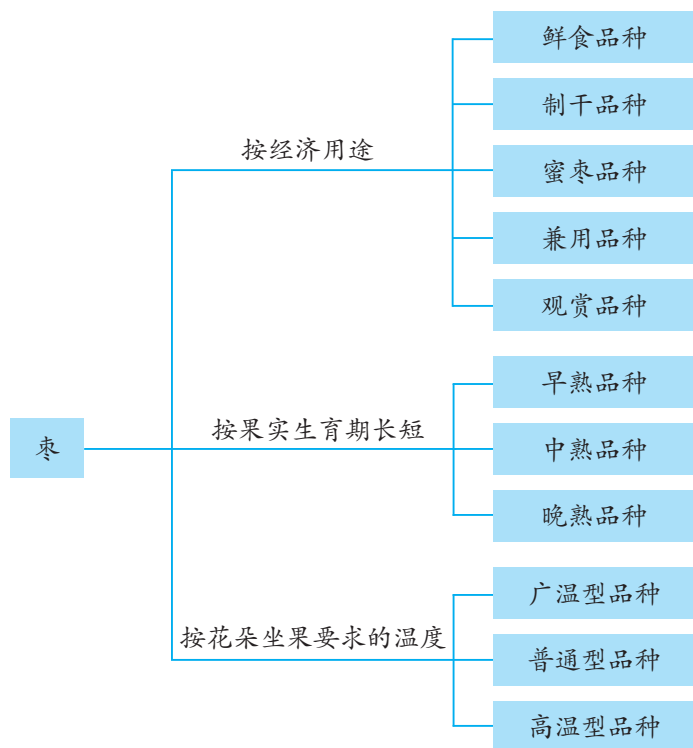 枣
按经济用途
鲜食品种
制干品种
蜜枣品种
兼用品种
观赏品种
按果实生育期长短
早熟品种
中熟品种
晚熟品种
按花朵坐果要求的温度
广温型品种
普通型品种
高温型品种